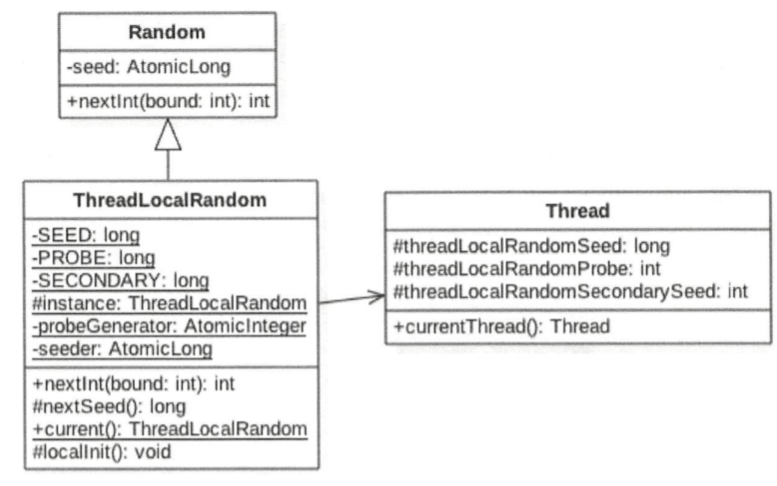 Random
-seed: AtomicLong
+nextInt(bound: int): int
ThreadLocalRandom
-SEED: long
-PROBE: long
-SECONDARY: long
#instance: ThreadLocalRandom
-probeGenerator: AtomicInteger
-seeder: AtomicLong
+nextInt(bound: int): int
#nextSeed(): long
+current(): ThreadLocalRandom
#localInit(): void
Thread
#threadLocalRandomSeed: long
#threadLocalRandomProbe: int
#threadLocalRandomSecondarySeed: int
+currentThread(): Thread